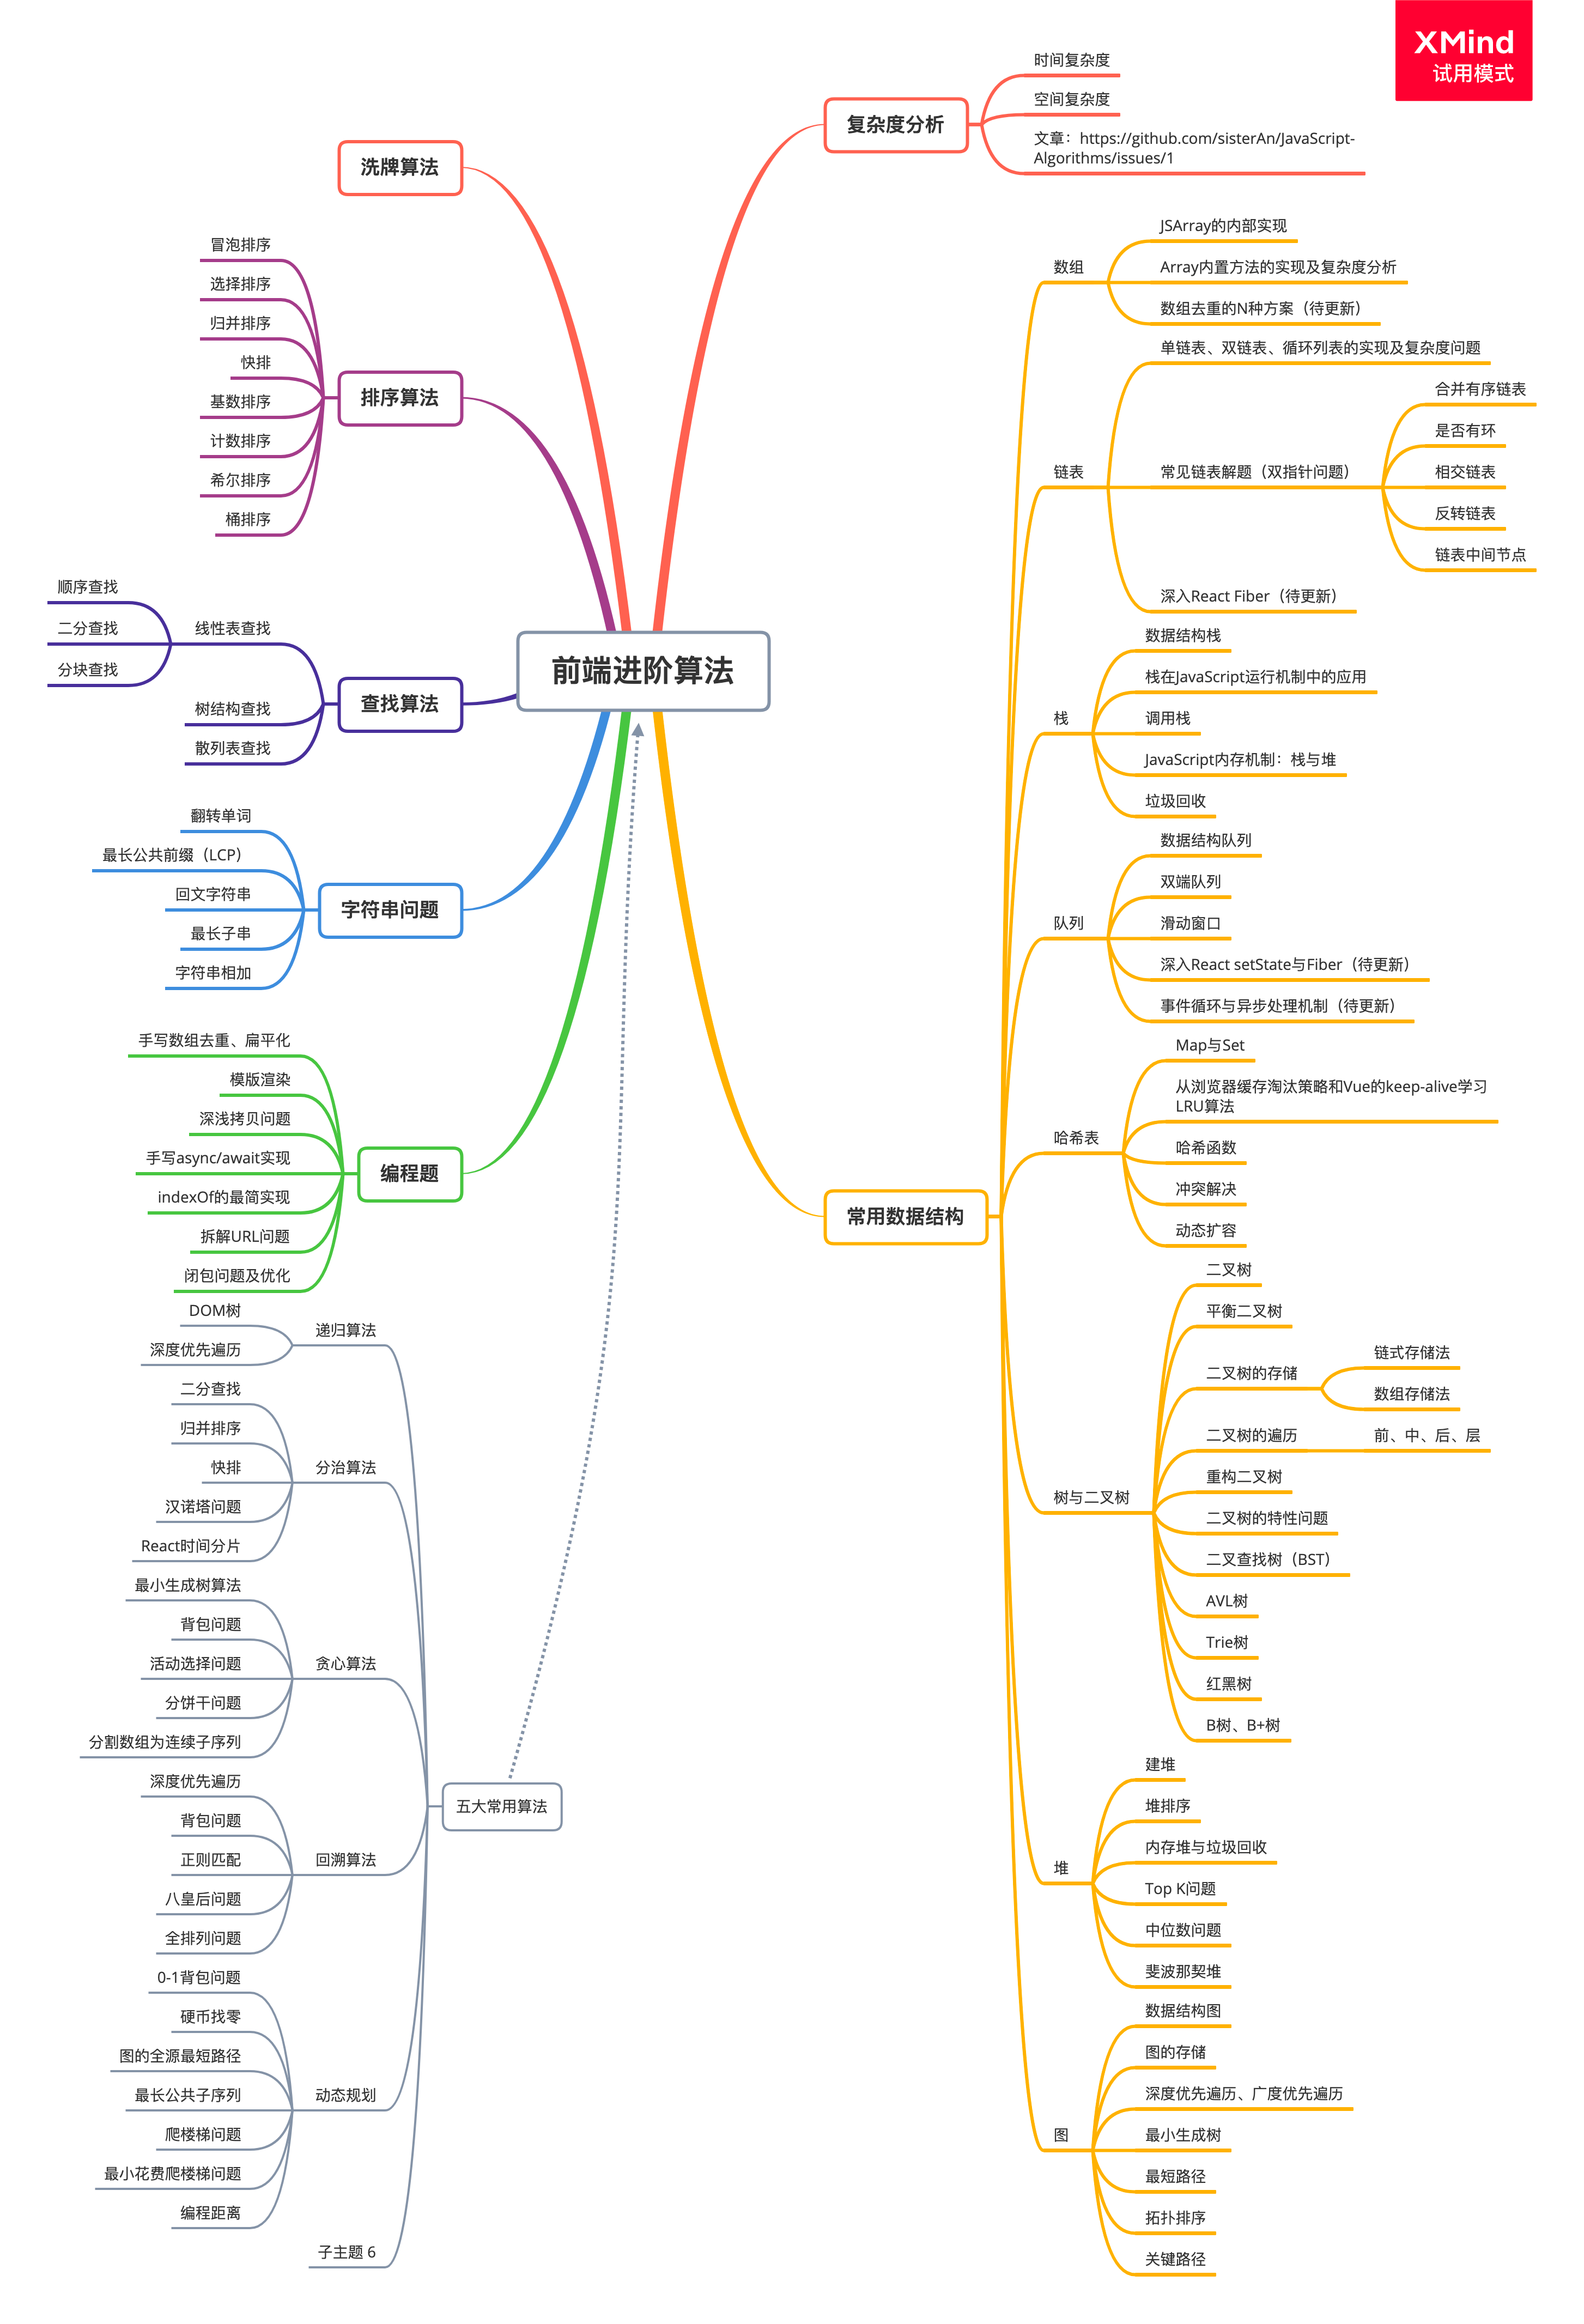 XMind
试用模式
前端进阶算法
复杂度分析
时间复杂度
空间复杂度
文章：https://github.com/sisterAn/JavaScript-
Algorithms/issues/1
常用数据结构
数组
JSArray的内部实现
Array内置方法的实现及复杂度分析
数组去重的N种方案（待更新）
链表
单链表、双链表、循环列表的实现及复杂度问题
常见链表解题（双指针问题）
合并有序链表
是否有环
相交链表
反转链表
链表中间节点
深入React Fiber（待更新）
栈
数据结构栈
栈在JavaScript运行机制中的应用
调用栈
JavaScript内存机制：栈与堆
垃圾回收
队列
数据结构队列
双端队列
滑动窗口
深入React setState与Fiber（待更新）
事件循环与异步处理机制（待更新）
哈希表
Map与Set
从浏览器缓存淘汰策略和Vue的keep-alive学习
LRU算法
哈希函数
冲突解决
动态扩容
树与二叉树
二叉树
平衡二叉树
二叉树的存储
链式存储法
数组存储法
二叉树的遍历
前、中、后、层
重构二叉树
二叉树的特性问题
二叉查找树（BST）
AVL树
Trie树
红黑树
B树、B+树
堆
建堆
堆排序
内存堆与垃圾回收
Top K问题
中位数问题
斐波那契堆
图
数据结构图
图的存储
深度优先遍历、广度优先遍历
最小生成树
最短路径
拓扑排序
关键路径
洗牌算法
排序算法
冒泡排序
选择排序
归并排序
快排
基数排序
计数排序
希尔排序
桶排序
查找算法
线性表查找
顺序查找
二分查找
分块查找
树结构查找
散列表查找
字符串问题
翻转单词
最长公共前缀（LCP）
回文字符串
最长子串
字符串相加
编程题
手写数组去重、扁平化
模版渲染
深浅拷贝问题
手写async/await实现
indexOf的最简实现
拆解URL问题
闭包问题及优化
五大常用算法
递归算法
DOM树
深度优先遍历
分治算法
二分查找
归并排序
快排
汉诺塔问题
React时间分片
贪心算法
最小生成树算法
背包问题
活动选择问题
分饼干问题
分割数组为连续子序列
回溯算法
深度优先遍历
背包问题
正则匹配
八皇后问题
全排列问题
动态规划
0-1背包问题
硬币找零
图的全源最短路径
最长公共子序列
爬楼梯问题
最小花费爬楼梯问题
编程距离
子主题 6